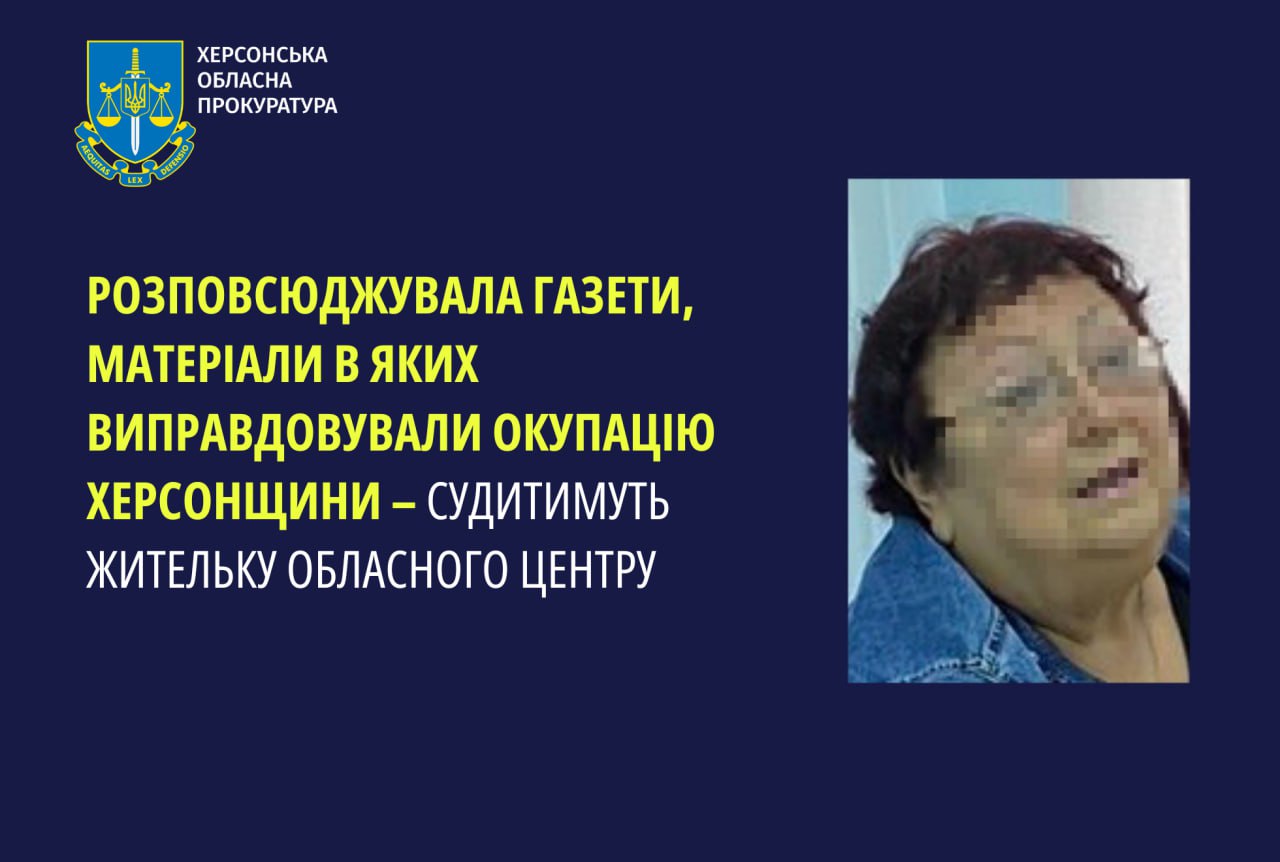 ХЕРСОНСЬКА
ОБЛАСНА
ПРОКУРАТУРА
AEQUITAS
LEX
DEFENSIO
РОЗПОВСЮДЖУВАЛА ГАЗЕТИ,
МАТЕРІАЛИ В ЯКИХ
ВИПРАВДОВУВАЛИ ОКУПАЦІЮ
ХЕРСОНЩИНИ – СУДИТИМУТЬ
ЖИТЕЛЬКУ ОБЛАСНОГО ЦЕНТРУ